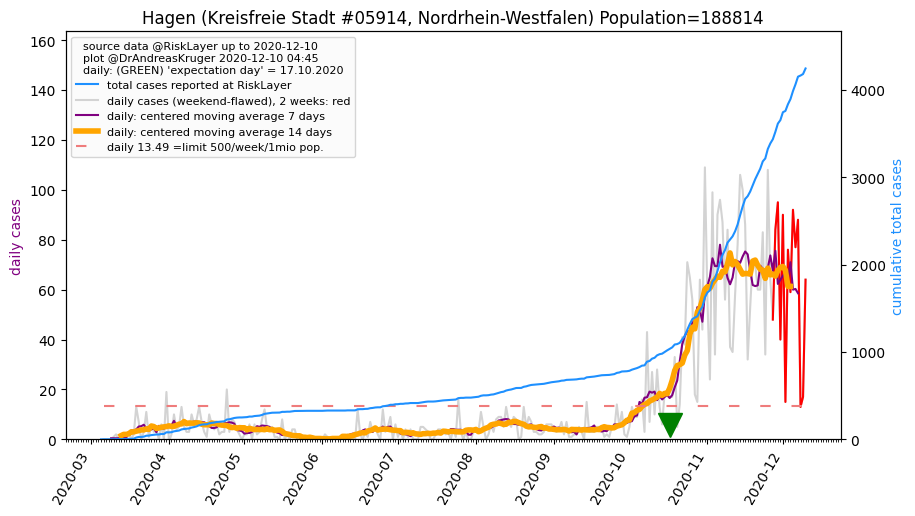 Hagen (Kreisfreie Stadt #05914, Nordrhein-Westfalen) Population=188814
source data @RiskLayer up to 2020-12-10
plot @DrAndreasKruger 2020-12-10 04:45
daily: (GREEN) 'expectation day' = 17.10.2020
total cases reported at RiskLayer
daily cases (weekend-flawed), 2 weeks: red
daily: centered moving average 7 days
daily: centered moving average 14 days
daily 13.49 =limit 500/week/1mio pop.
daily cases
160
140
120
100
80
60
40
20
0
cumulative total cases
4000
3000
2000
1000
0
2020-03
2020-04
2020-05
2020-06
2020-07
2020-08
2020-09
2020-10
2020-11
2020-12